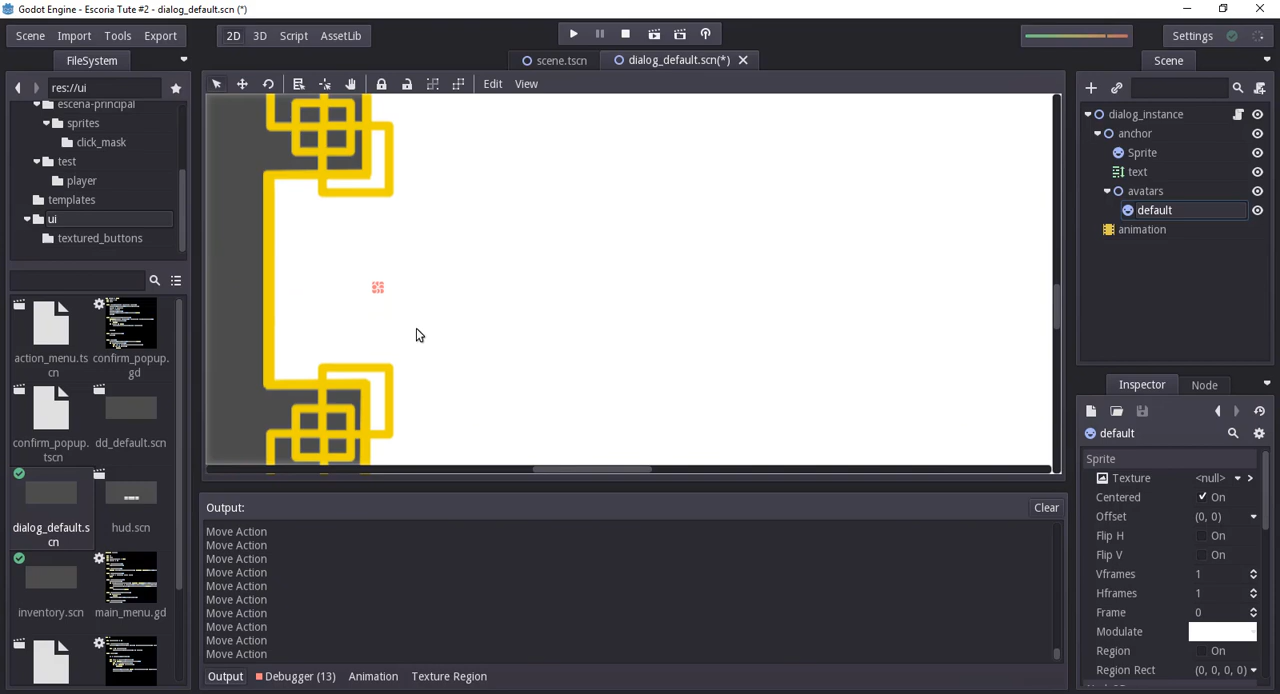 Godot Engine - Escoria Tute #2 - dialog_default.scn (*)
Scene Import Tools Export
2D 3D Script AssetLib
Settings
FileSystem
scene.tscn
dialog_default.scn(*)
Scene
res://ui
Edit View
escena-principal
sprites
click_mask
test
player
templates
ui
textured_buttons
dialog_instance
anchor
Sprite
text
avatars
default
animation
action_menu.ts
cn
confirm_popup.
gd
confirm_popup.
tscn
dd_default.scn
dialog_default.s
cn
hud.scn
inventory.scn
main_menu.gd
Output:
Clear
Move Action
Move Action
Move Action
Move Action
Move Action
Move Action
Move Action
Move Action
Move Action
Move Action
Output
Debugger (13)
Animation
Texture Region
Inspector
Node
default
Sprite
Texture <null>
Centered On
Offset (0, 0)
Flip H On
Flip V On
Vframes 1
Hframes 1
Frame 0
Modulate
Region On
Region Rect (0, 0, 0, 0)